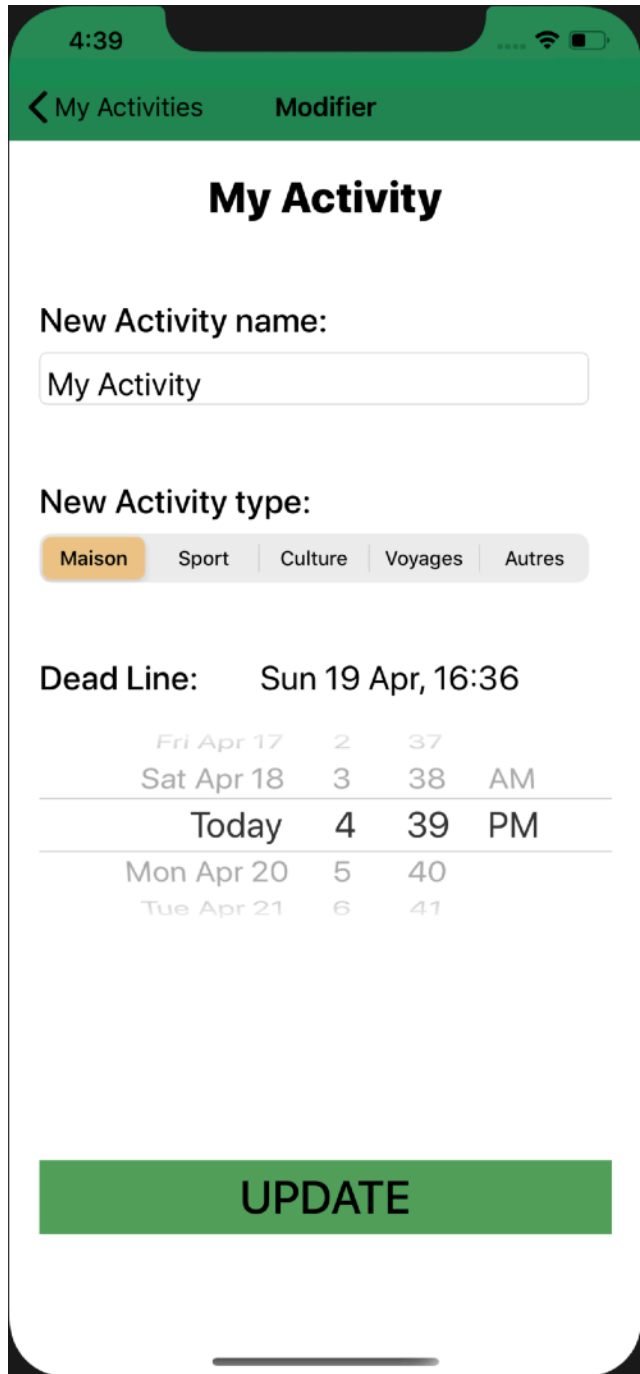 4:39
My Activities Modifier
My Activity
New Activity name:
My Activity
New Activity type:
Maison Sport Culture Voyages Autres
Dead Line: Sun 19 Apr, 16:36
Fri Apr 17 2 37
Sat Apr 18 3 38 AM
Today 4 39 PM
Mon Apr 20 5 40
Tue Apr 21 6 41
UPDATE